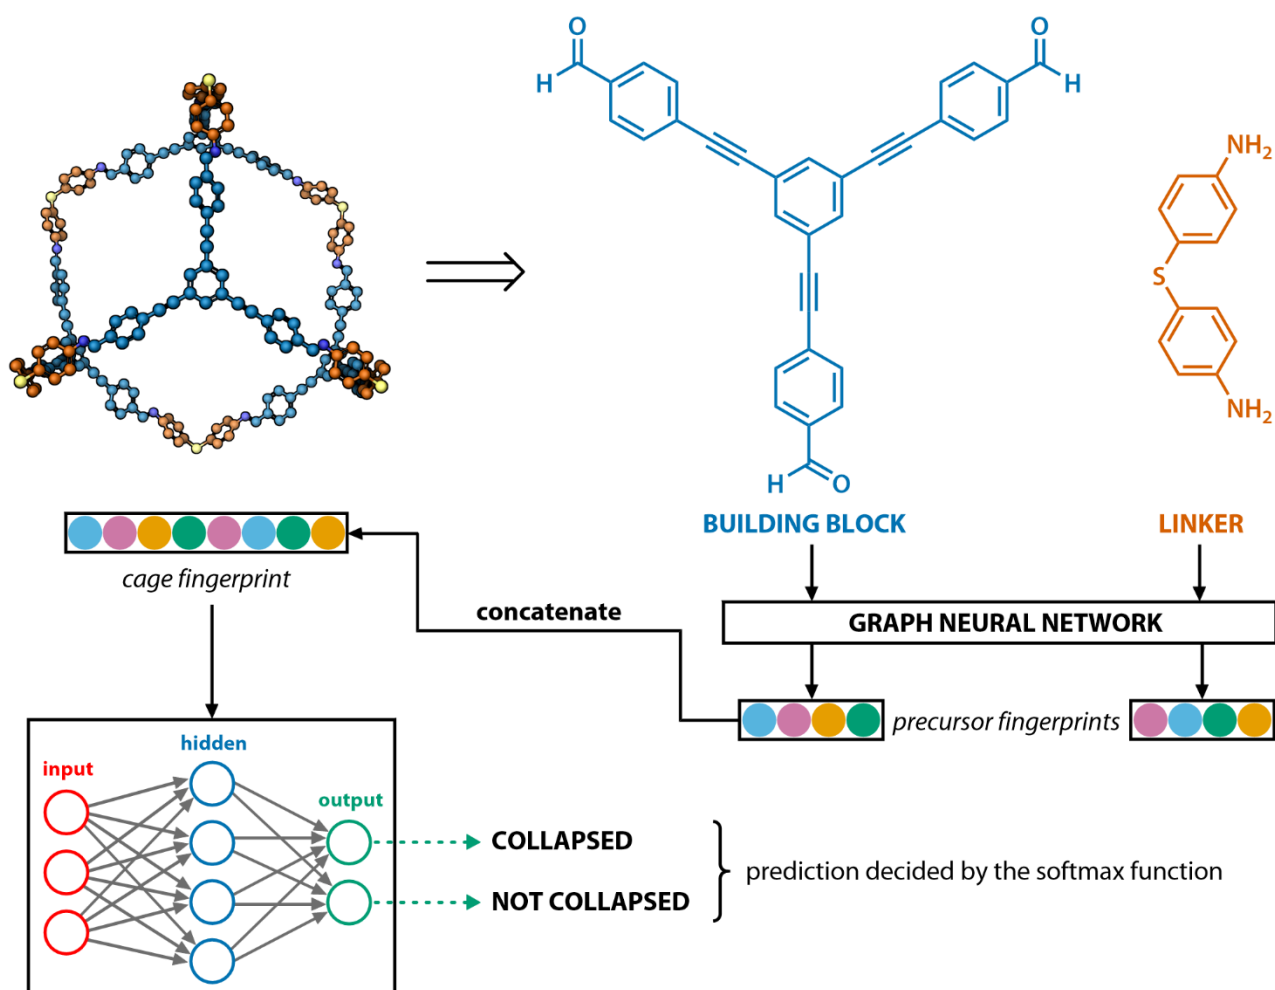 O
H
O
H
NH₂
S
NH₂
H
O
BUILDING BLOCK
LINKER
cage fingerprint
concatenate
GRAPH NEURAL NETWORK
precursor fingerprints
hidden
input
output
COLLAPSED
NOT COLLAPSED
prediction decided by the softmax function